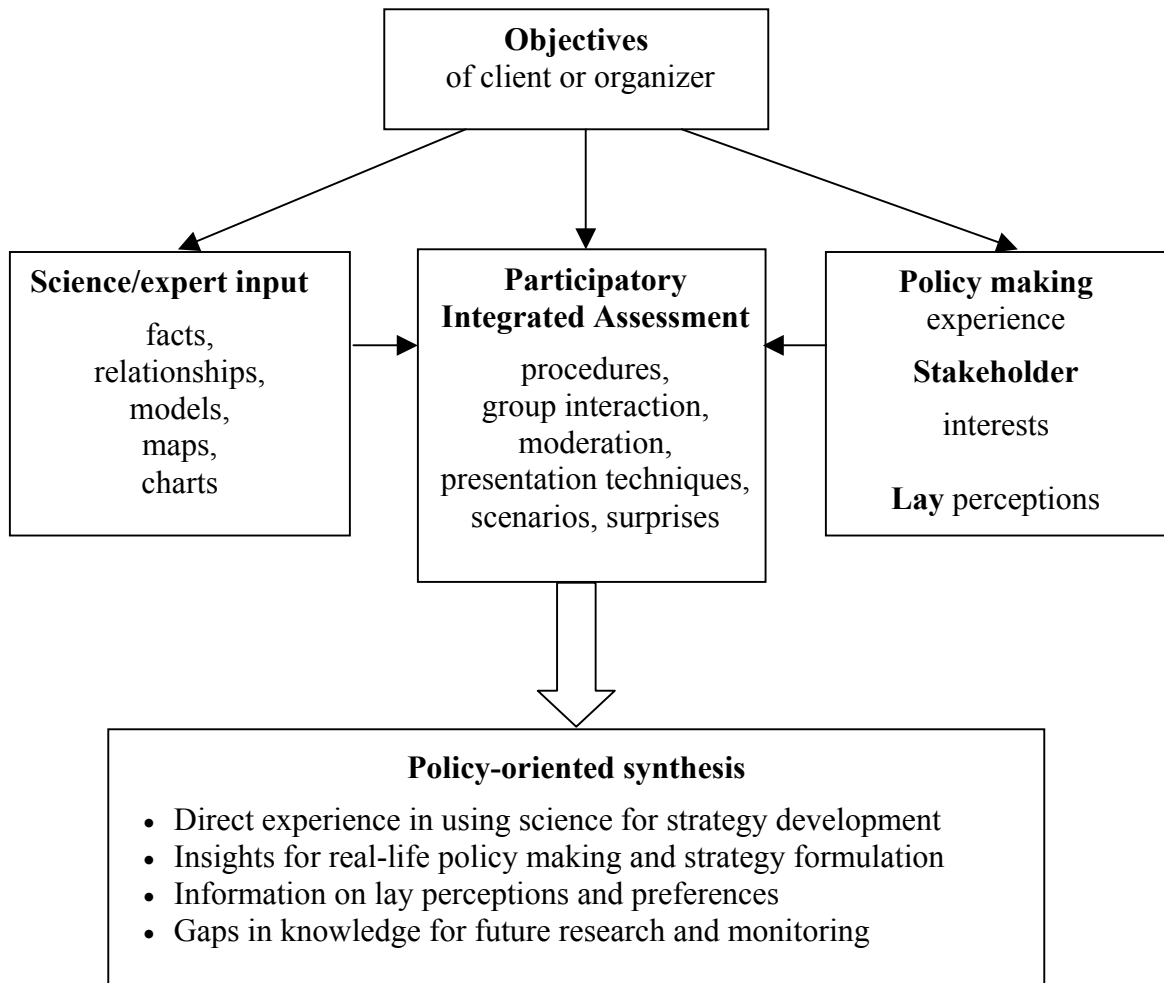 Objectives
of client or organizer
Science/expert input
facts,
relationships,
models,
maps,
charts
Participatory
Integrated Assessment
procedures,
group interaction,
moderation,
presentation techniques,
scenarios, surprises
Policy making
experience
Stakeholder
interests
Lay perceptions
Policy-oriented synthesis
• Direct experience in using science for strategy development
• Insights for real-life policy making and strategy formulation
• Information on lay perceptions and preferences
• Gaps in knowledge for future research and monitoring